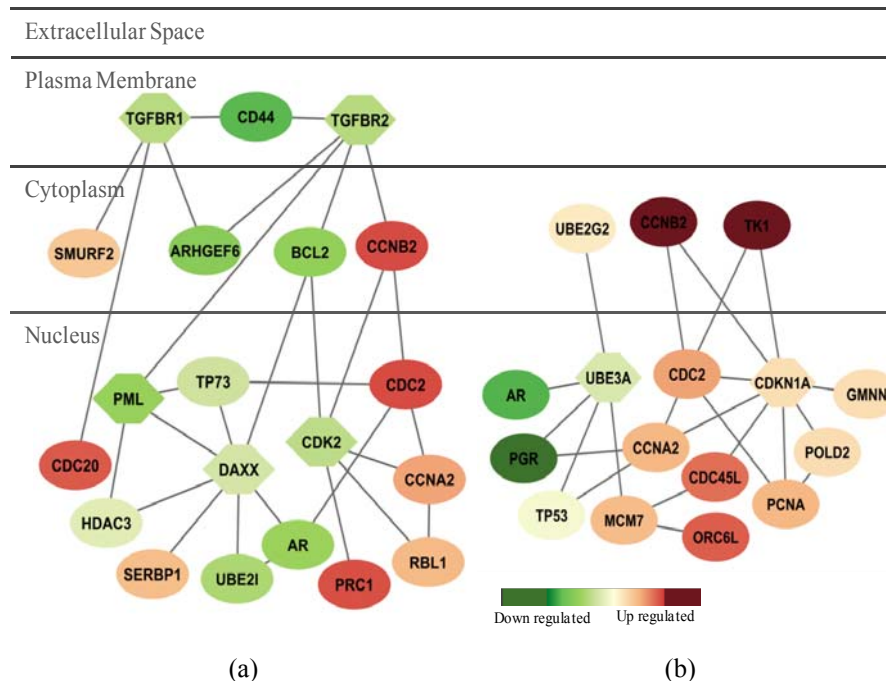 Extracellular Space
Plasma Membrane
TGFBR1
CD44
TGFBR2
Cytoplasm
SMURF2
ARHGEF6
BCL2
CCNB2
UBE2G2
CCNB2
TK1
Nucleus
PML
TP73
CDC2
CDC20
DAXX
CDK2
CCNA2
HDAC3
SERBP1
UBE2I
AR
PRC1
RBL1
UBE3A
CDC2
CDKN1A
GMNN
AR
PGR
CCNA2
CDC45L
POLD2
TP53
MCM7
ORC6L
PCNA
Down regulated
Up regulated
(a)
(b)